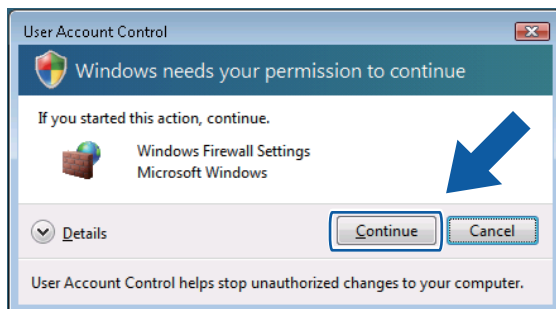 User Account Control
Windows needs your permission to continue
If you started this action, continue.
Windows Firewall Settings
Microsoft Windows
Details
Continue
Cancel
User Account Control helps stop unauthorized changes to your computer.